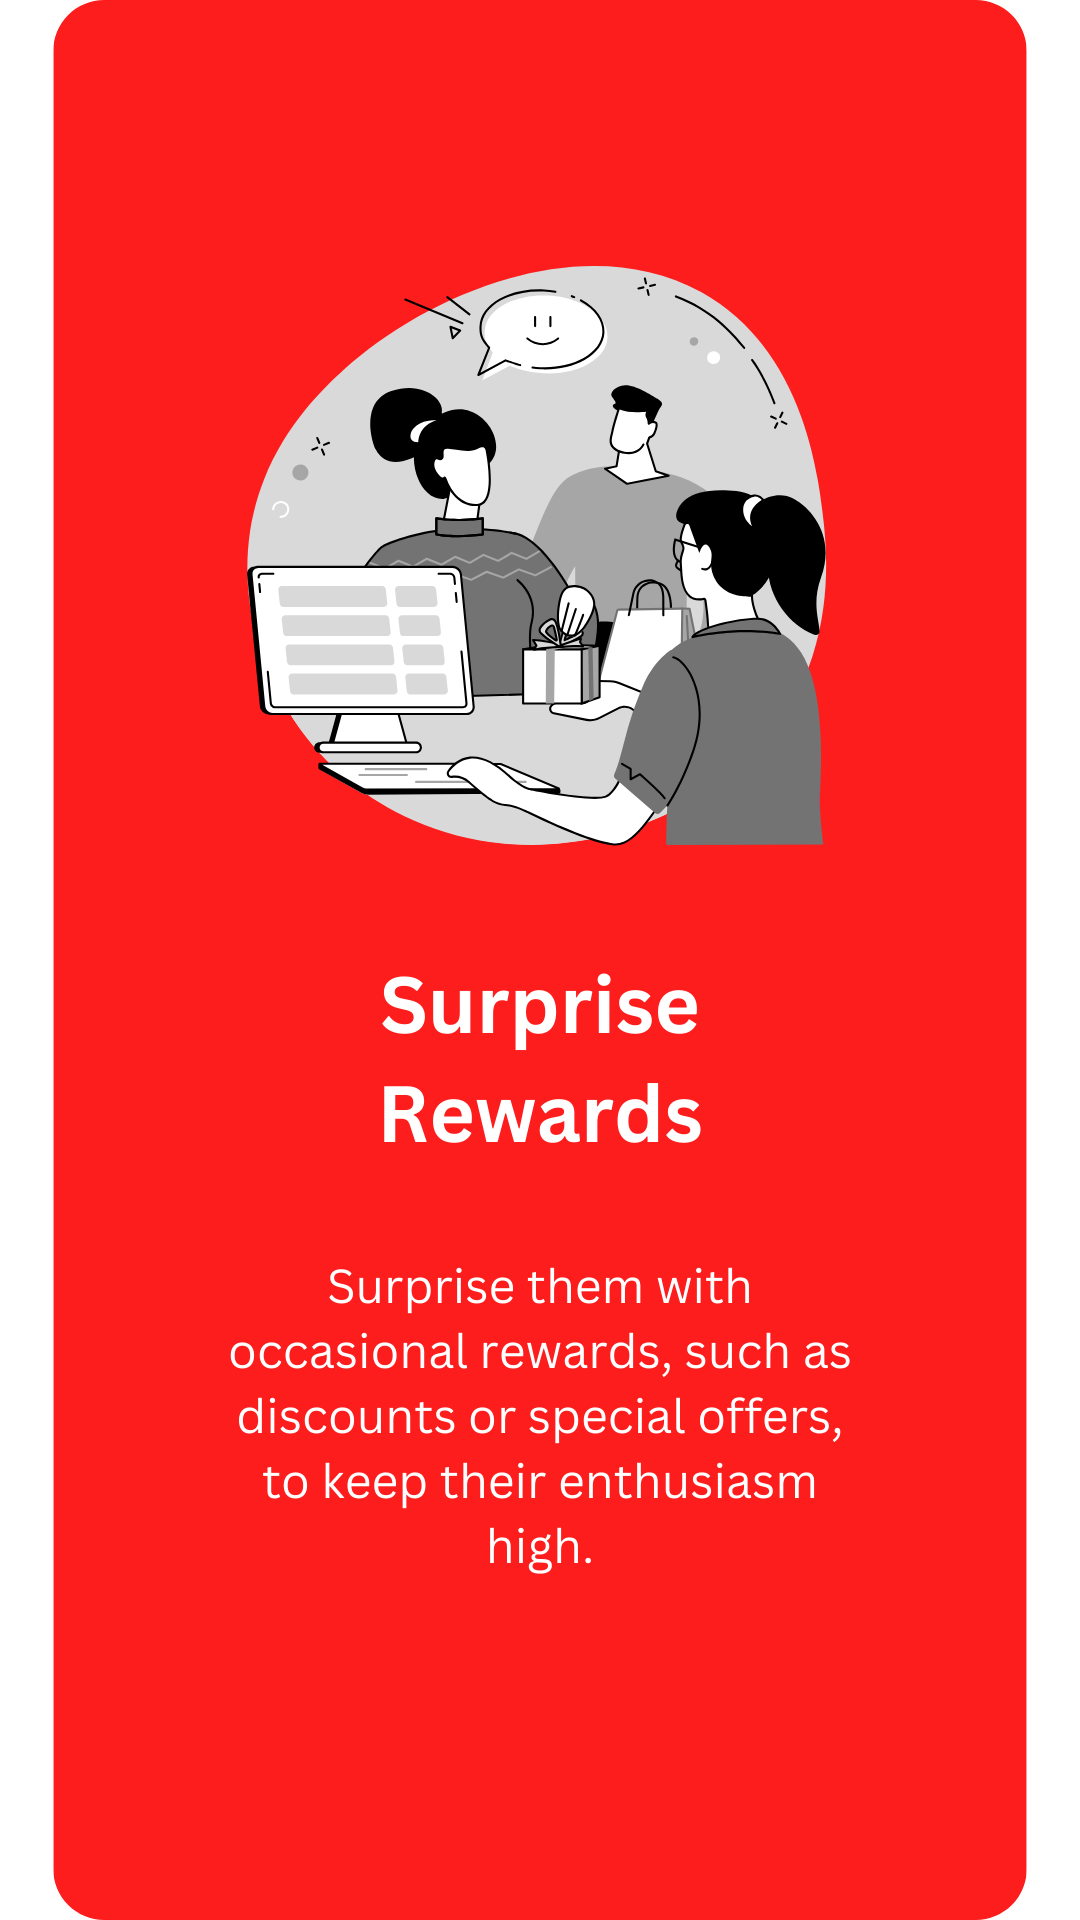 Surprise
Rewards
Surprise them with
occasional rewards, such as
discounts or special offers,
to keep their enthusiasm
high.